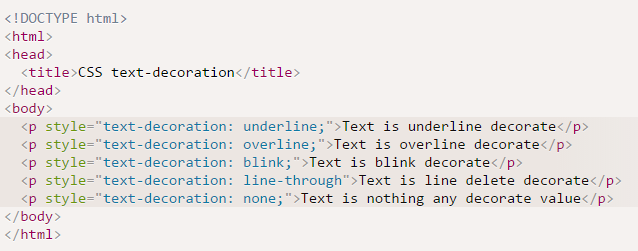 <!DOCTYPE html>
<html>
<head>
  <title>CSS text-decoration</title>
</head>
<body>
  <p style="text-decoration: underline;">Text is underline decorate</p>
  <p style="text-decoration: overline;">Text is overline decorate</p>
  <p style="text-decoration: blink;">Text is blink decorate</p>
  <p style="text-decoration: line-through">Text is line delete decorate</p>
  <p style="text-decoration: none;">Text is nothing any decorate value</p>
</body>
</html>